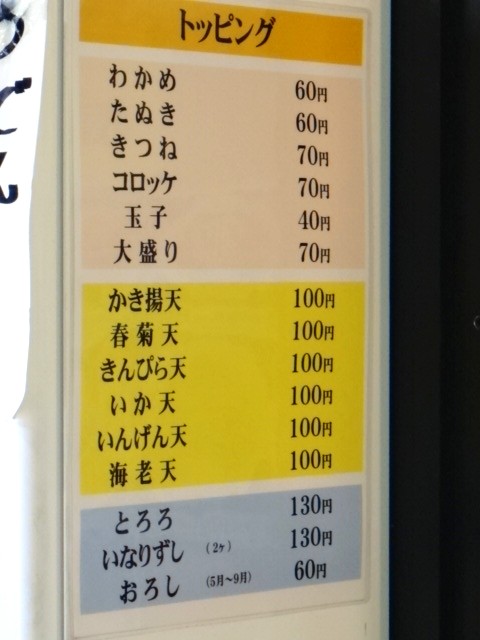 トッピング
わかめ 60円
たぬき 60円
きつね 70円
コロッケ 70円
玉子 40円
大盛り 70円
かき揚天 100円
春菊天 100円
きんぴら天 100円
いか天 100円
いんげん天 100円
海老天 100円
とろろ 130円
いなりずし (2ヶ) 130円
おろし (5月〜9月) 60円